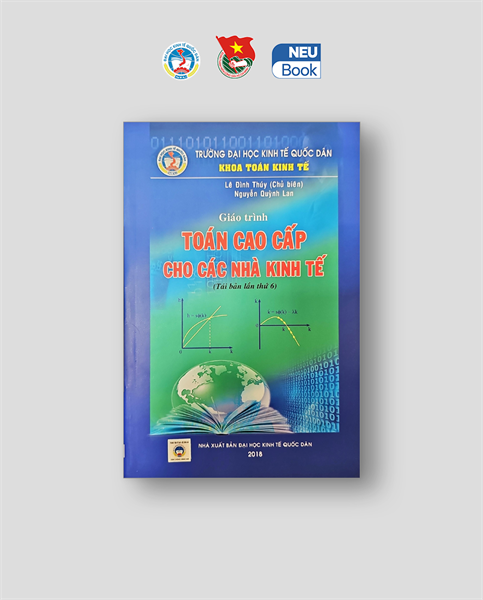 NEU
Book
TRƯỜNG ĐẠI HỌC KINH TẾ QUỐC DÂN
KHOA TOÁN KINH TẾ
Lê Đình Thúy (Chủ biên)
Nguyễn Quỳnh Lan
Giáo trình
TOÁN CAO CẤP
CHO CÁC NHÀ KINH TẾ
(Tái bản lần thứ 6)
NHÀ XUẤT BẢN ĐẠI HỌC KINH TẾ QUỐC DÂN
2018